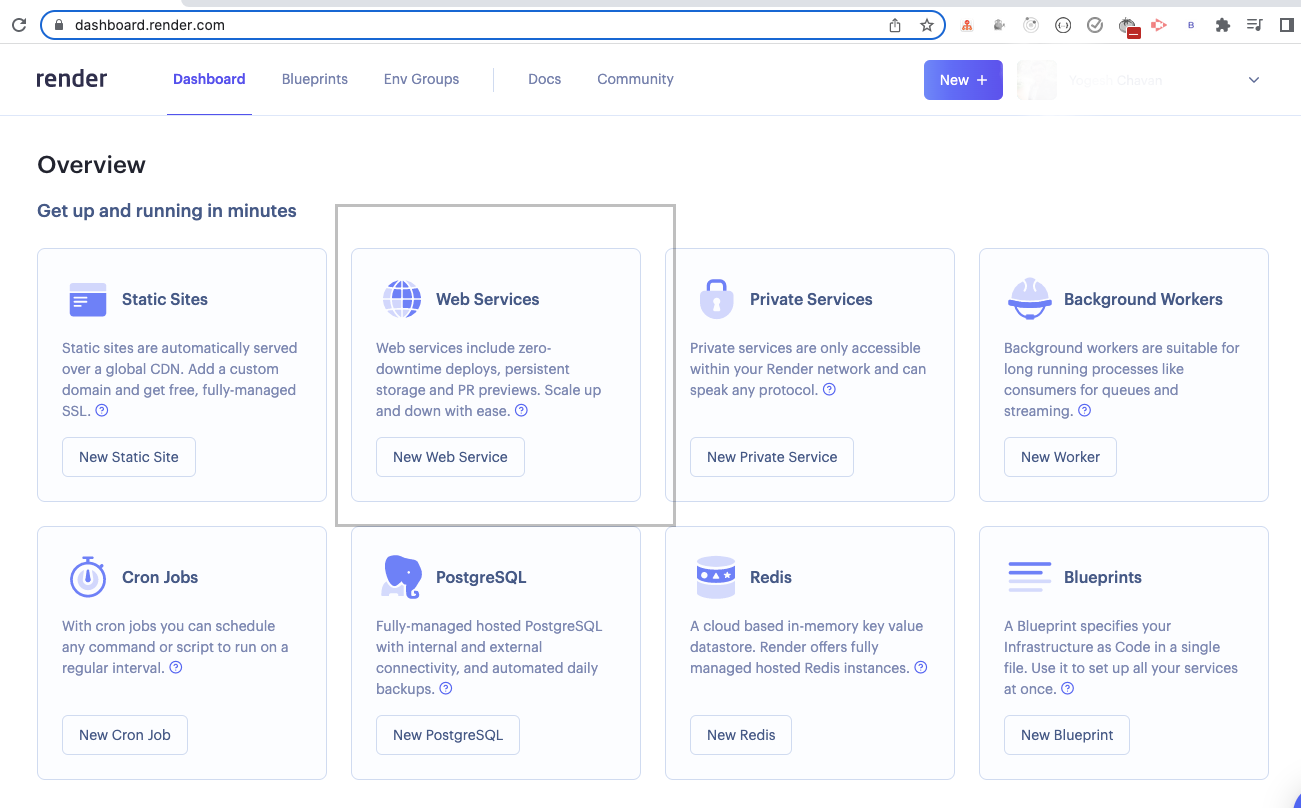 dashboard.render.com
render
Dashboard
Blueprints
Env Groups
Docs
Community
New +
Yogesh Chavan
Overview
Get up and running in minutes
Static Sites
Static sites are automatically served
over a global CDN. Add a custom
domain and get free, fully-managed
SSL.
New Static Site
Web Services
Web services include zero-
downtime deploys, persistent
storage and PR previews. Scale up
and down with ease.
New Web Service
Private Services
Private services are only accessible
within your Render network and can
speak any protocol.
New Private Service
Background Workers
Background workers are suitable for
long running processes like
consumers for queues and
streaming.
New Worker
Cron Jobs
With cron jobs you can schedule
any command or script to run on a
regular interval.
New Cron Job
PostgreSQL
Fully-managed hosted PostgreSQL
with internal and external
connectivity, and automated daily
backups.
New PostgreSQL
Redis
A cloud based in-memory key value
datastore. Render offers fully
managed hosted Redis instances.
New Redis
Blueprints
A Blueprint specifies your
Infrastructure as Code in a single
file. Use it to set up all your services
at once.
New Blueprint